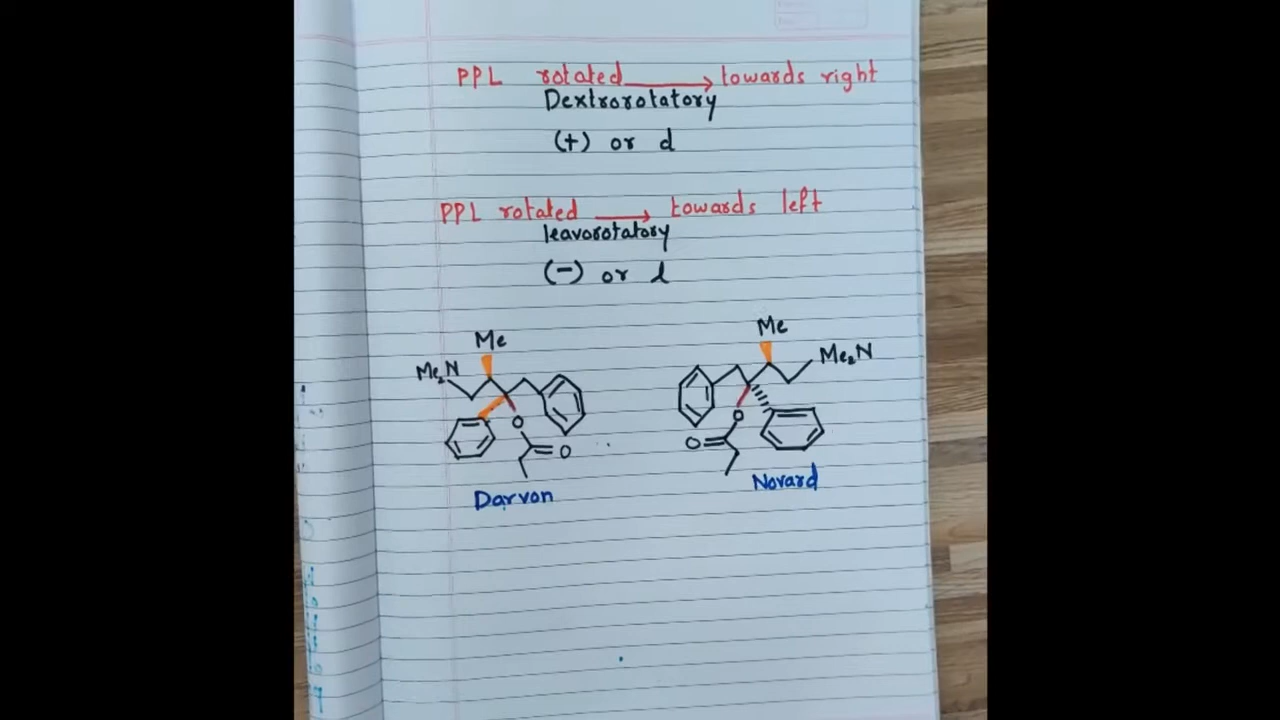 PPL rotated → towards right
Dextrorotatory
(+) or d
PPL rotated → towards left
leavorotatory
(-) or l
Me
Me₂N
O
O
Darvon
Me
Me₂N
O
O
Novard